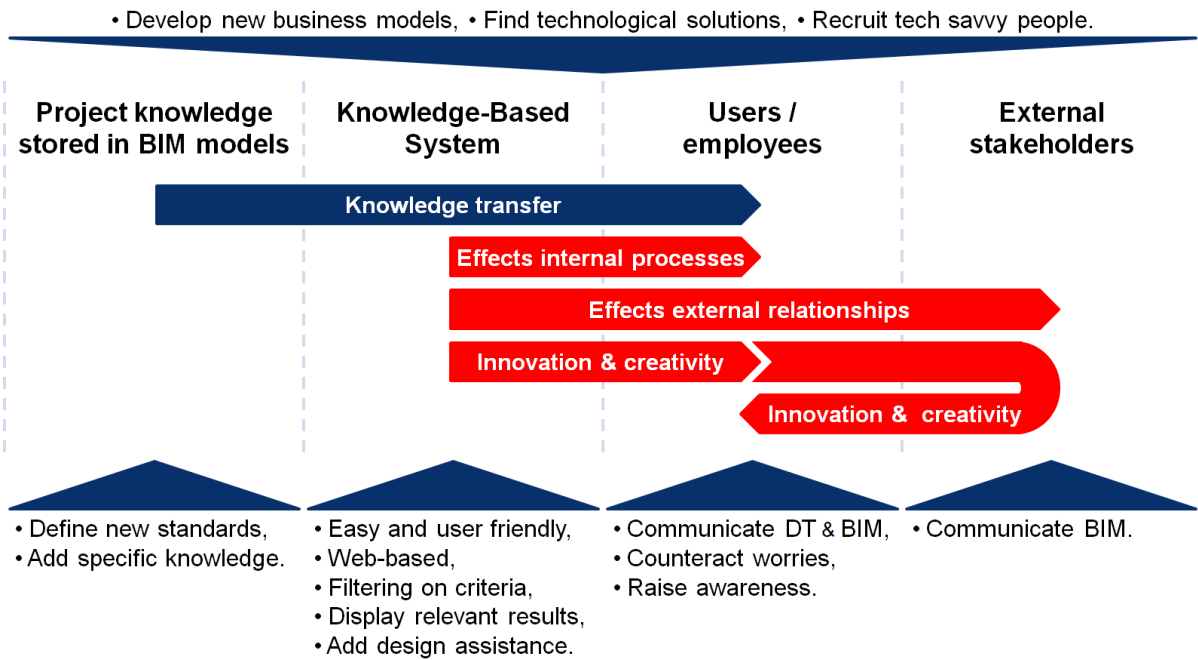 • Develop new business models, • Find technological solutions, • Recruit tech savvy people.
Project knowledge
stored in BIM models
Knowledge-Based
System
Users /
employees
External
stakeholders
Knowledge transfer
Effects internal processes
Effects external relationships
Innovation & creativity
Innovation & creativity
• Define new standards,
• Add specific knowledge.
• Easy and user friendly,
• Web-based,
• Filtering on criteria,
• Display relevant results,
• Add design assistance.
• Communicate DT & BIM,
• Counteract worries,
• Raise awareness.
• Communicate BIM.